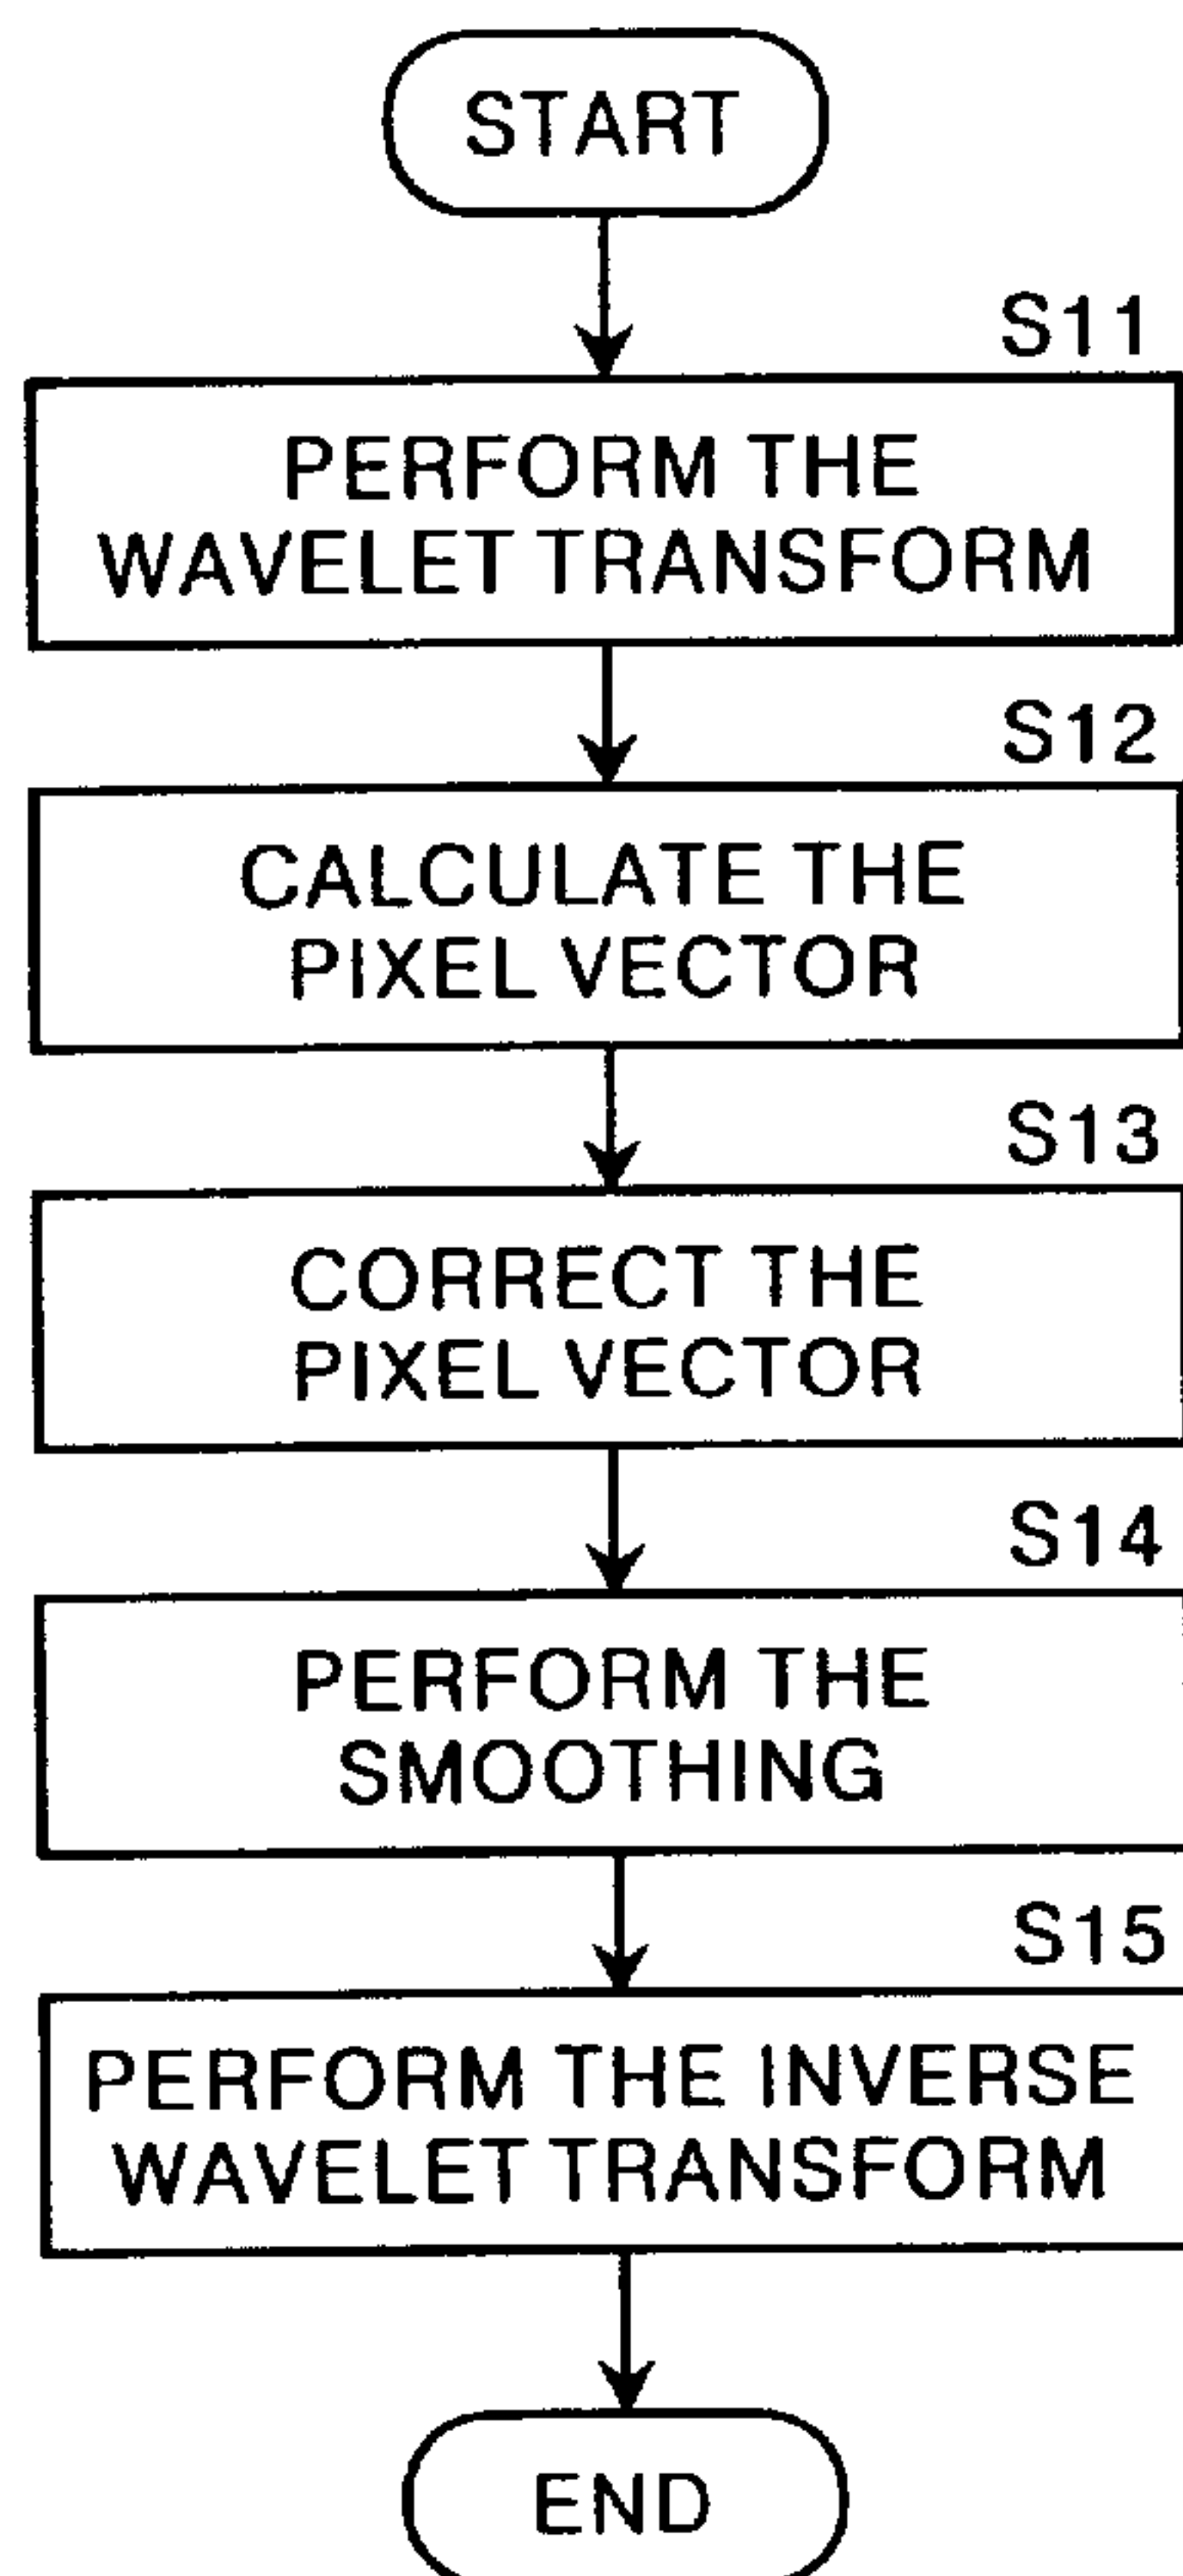 START
S11
PERFORM THE
WAVELET TRANSFORM
S12
CALCULATE THE
PIXEL VECTOR
S13
CORRECT THE
PIXEL VECTOR
S14
PERFORM THE
SMOOTHING
S15
PERFORM THE INVERSE
WAVELET TRANSFORM
END